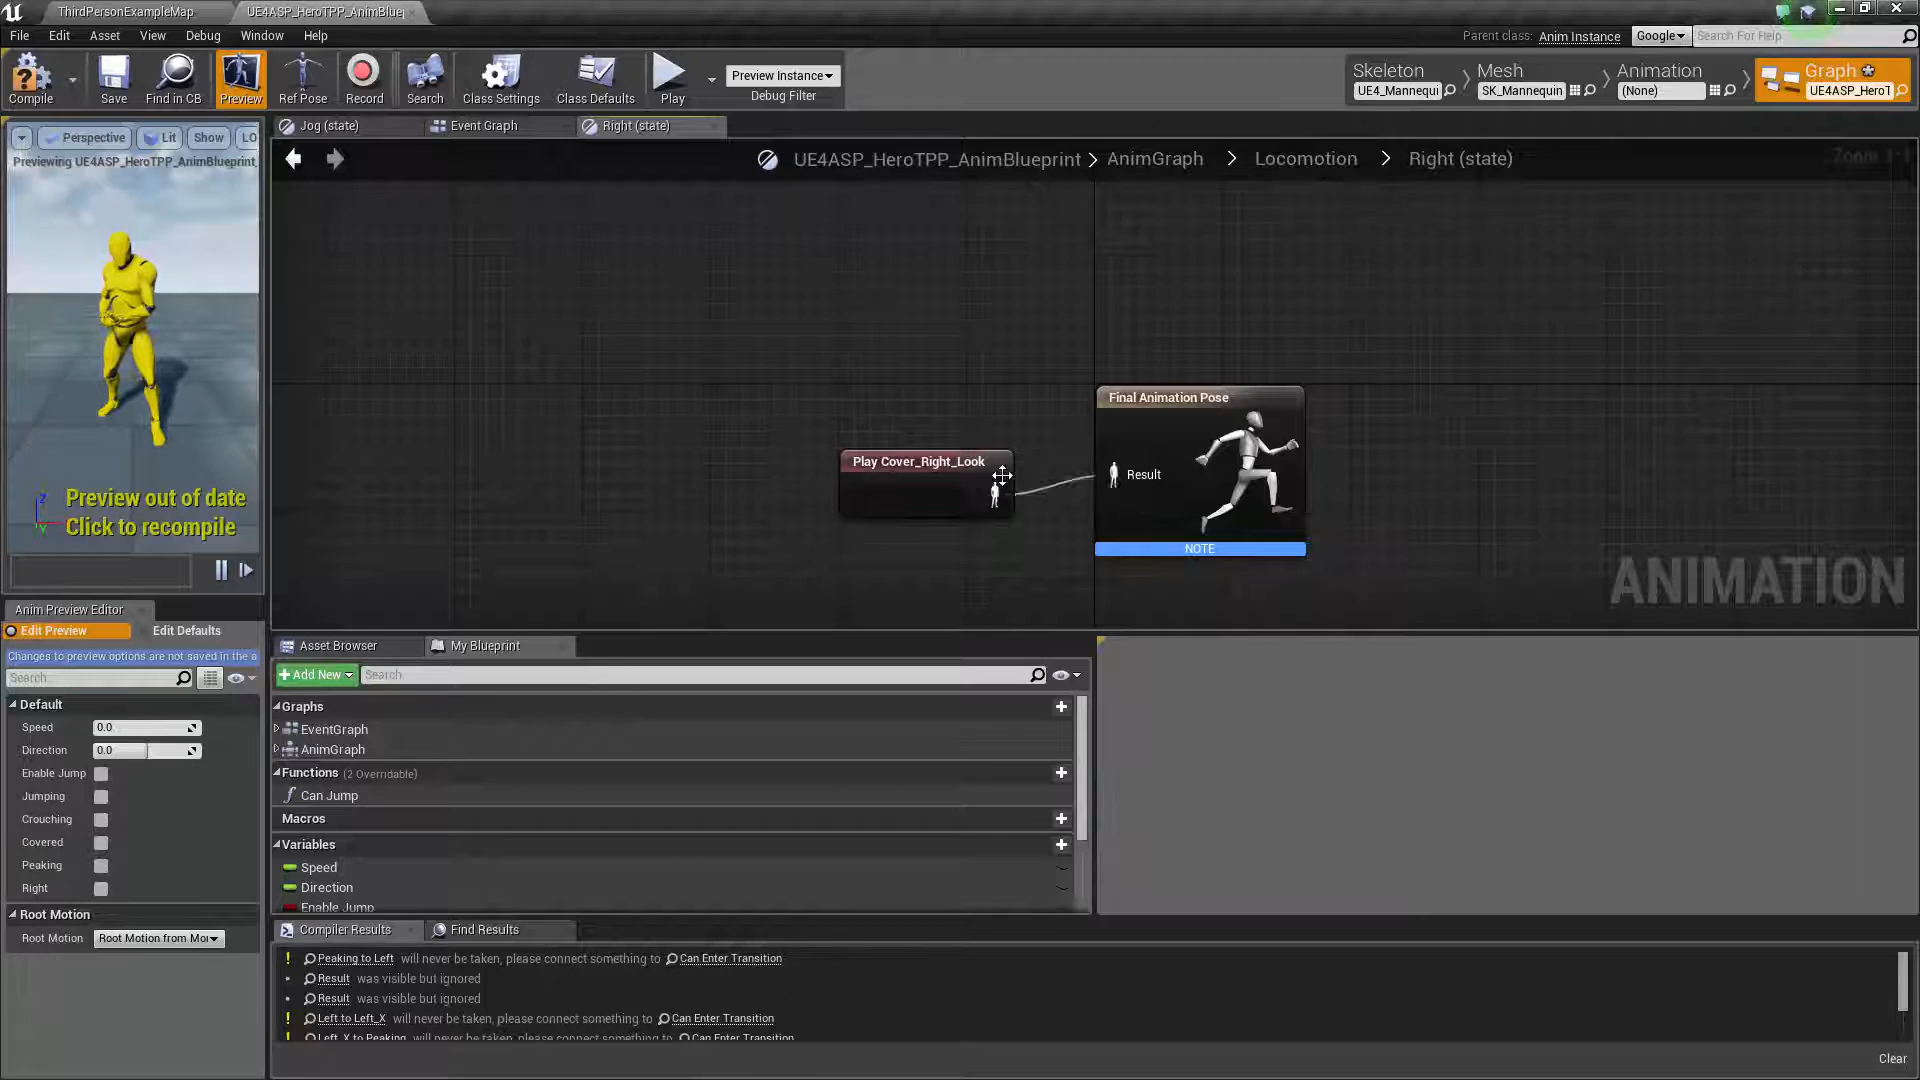 ThirdPersonExampleMap
UE4ASP_HeroTPP_AnimBluep
File Edit Asset View Debug Window Help
Parent class: Anim Instance Google Search For Help
Compile Save Find in CB Preview Ref Pose Record Search Class Settings Class Defaults Play
Preview Instance
Debug Filter
Skeleton
UE4_Mannequi
Mesh
SK_Mannequin
Animation
(None)
Graph
UE4ASP_HeroT
Jog (state) Event Graph Right (state)
Perspective Lit Show LO
Previewing UE4ASP_HeroTPP_AnimBlueprint_
UE4ASP_HeroTPP_AnimBlueprint > AnimGraph > Locomotion > Right (state)
Zoom 1:1
Final Animation Pose
Result
NOTE
Play Cover_Right_Look
ANIMATION
Preview out of date
Click to recompile
Anim Preview Editor
Edit Preview Edit Defaults
Changes to preview options are not saved in the a
Search
Default
Speed 0.0
Direction 0.0
Enable Jump
Jumping
Crouching
Covered
Peaking
Right
Root Motion
Root Motion Root Motion from Mor
Asset Browser My Blueprint
+ Add New Search
Graphs
EventGraph
AnimGraph
Functions (2 Overridable)
Can Jump
Macros
Variables
Speed
Direction
Enable Jump
Compiler Results Find Results
Peaking to Left will never be taken, please connect something to Can Enter Transition
Result was visible but ignored
Result was visible but ignored
Left to Left_X will never be taken, please connect something to Can Enter Transition
Left_X to Peaking will never be taken, please connect something to Can Enter Transition
Clear